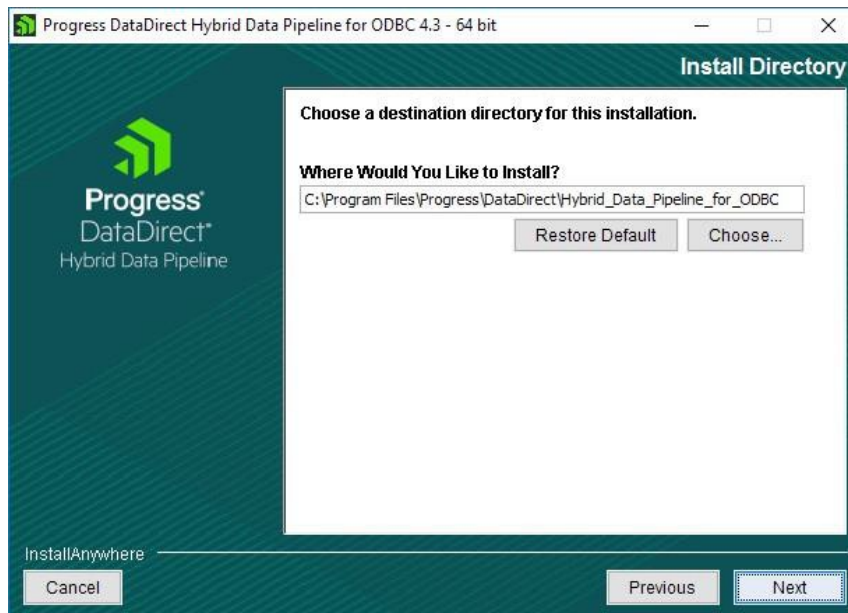 Progress DataDirect Hybrid Data Pipeline for ODBC 4.3 - 64 bit
Install Directory
Progress®
DataDirect®
Hybrid Data Pipeline
Choose a destination directory for this installation.
Where Would You Like to Install?
C:\Program Files\Progress\DataDirect\Hybrid_Data_Pipeline_for_ODBC
Restore Default Choose...
InstallAnywhere
Cancel Previous Next